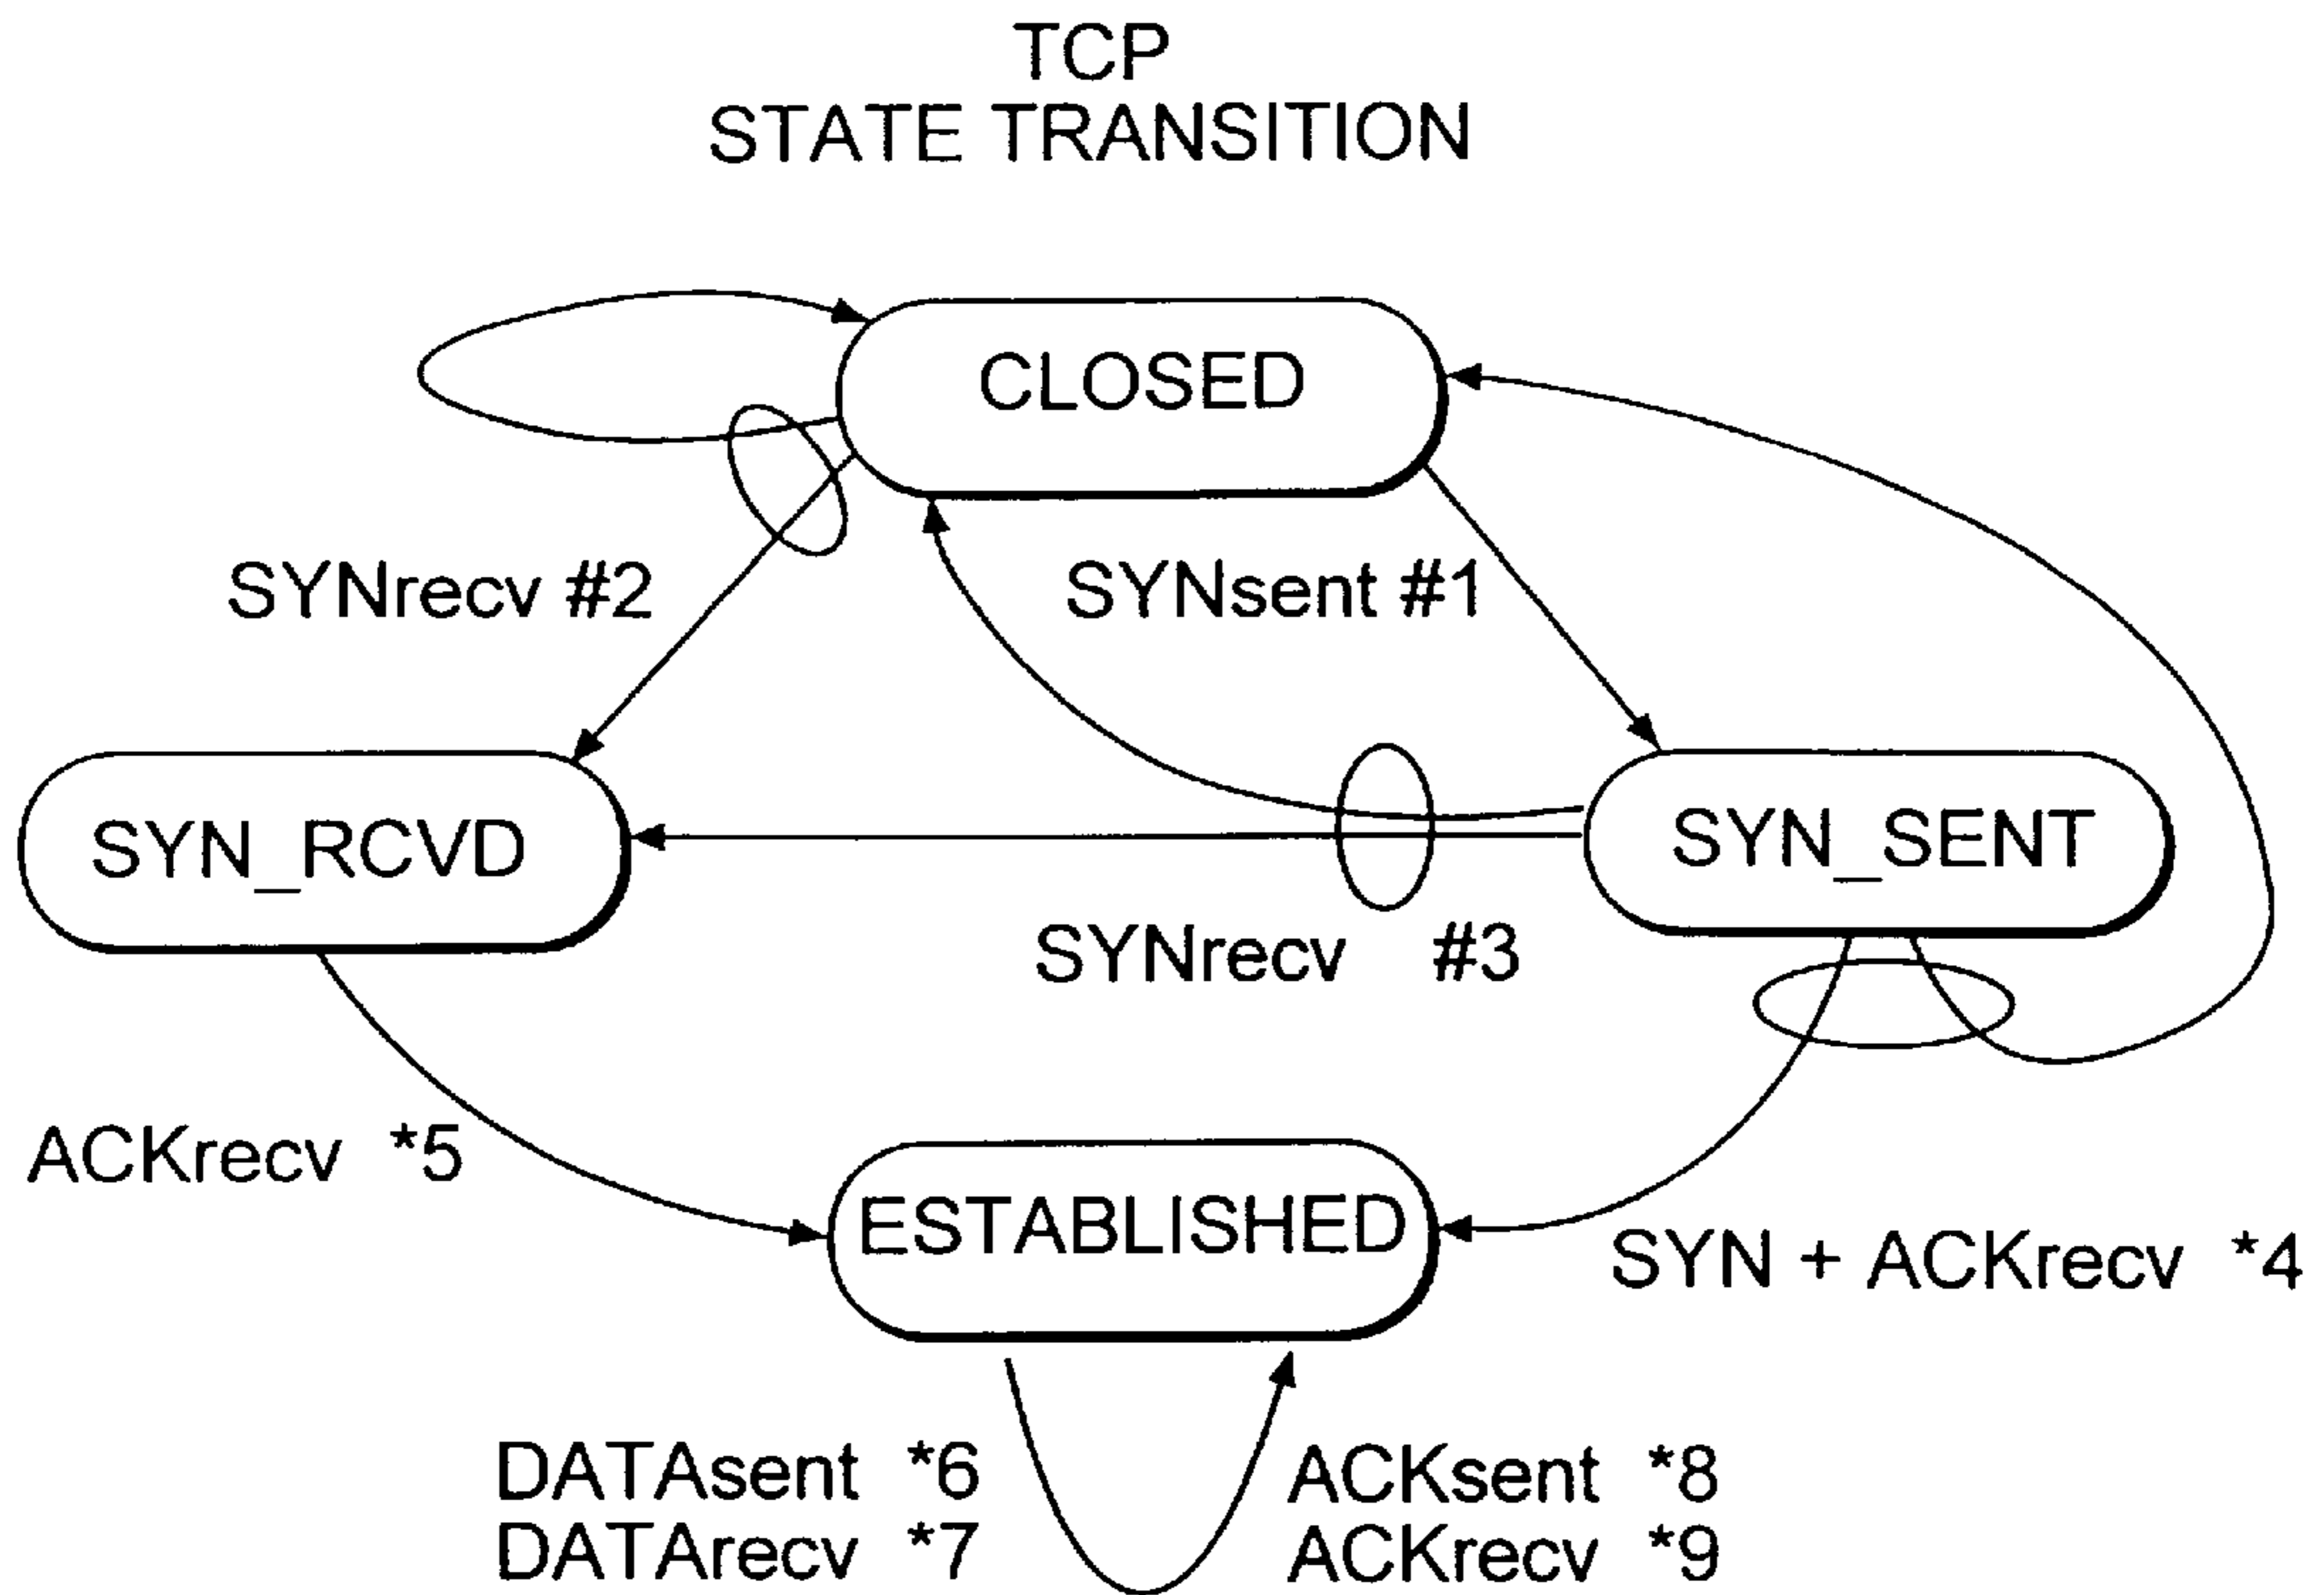 TCP
STATE TRANSITION
CLOSED
SYNrecv #2
SYNsent #1
SYN_RCVD
SYN_SENT
SYNrecv #3
ACKrecv *5
ESTABLISHED
SYN + ACKrecv *4
DATAsent *6
DATArecv *7
ACKsent *8
ACKrecv *9